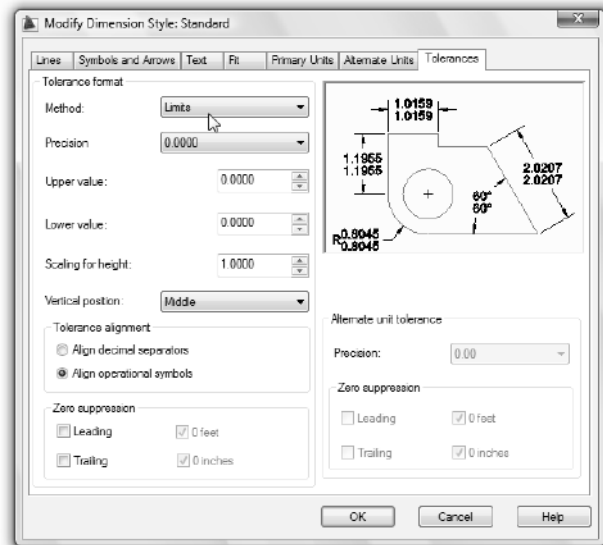 Modify Dimension Style: Standard
Lines Symbols and Arrows Text Fit Primary Units Alternate Units Tolerances
Tolerance format
Method: Limits
Precision 0.0000
Upper value: 0.0000
Lower value: 0.0000
Scaling for height: 1.0000
Vertical position: Middle
Tolerance alignment
Align decimal separators
Align operational symbols
Zero suppression
Leading 0 feet
Trailing 0 inches
1.0159
1.0159
1.1955
1.1955
2.0207
2.0207
60°
60°
R0.8045
0.8045
Alternate unit tolerance
Precision: 0.00
Zero suppression
Leading 0 feet
Trailing 0 inches
OK Cancel Help